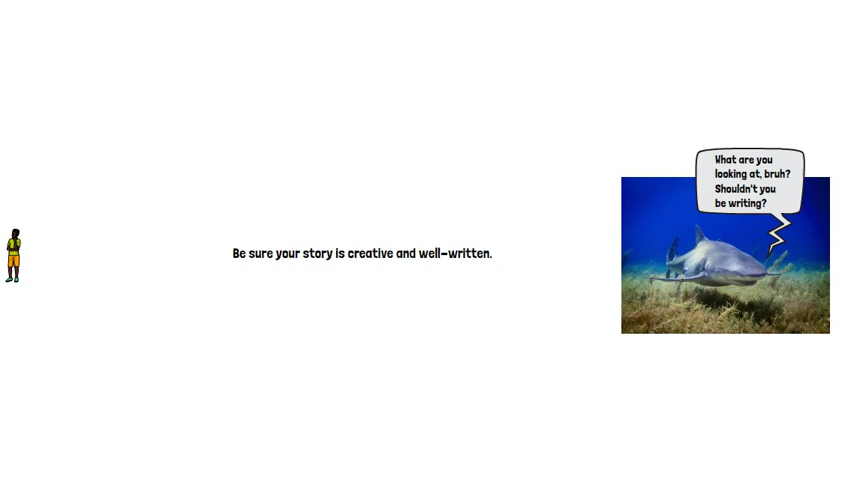 What are you
looking at, bruh?
Shouldn't you
be writing?
Be sure your story is creative and well-written.